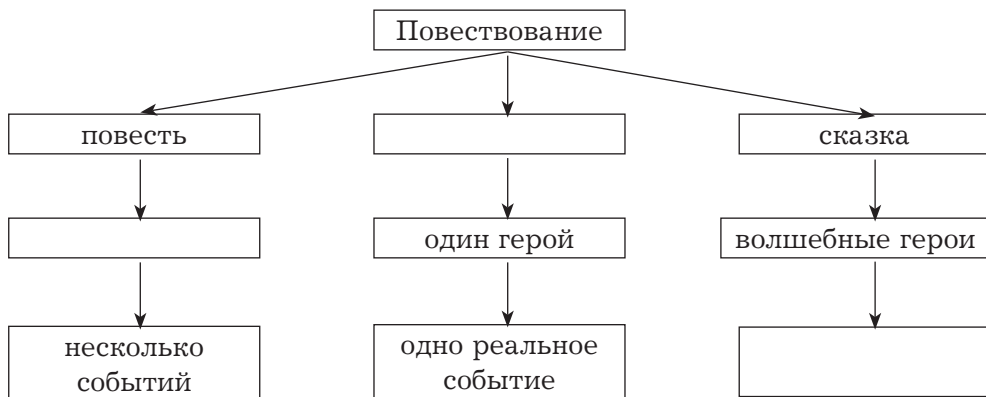 Повествование
повесть
сказка
один герой
волшебные герои
несколько
событий
одно реальное
событие